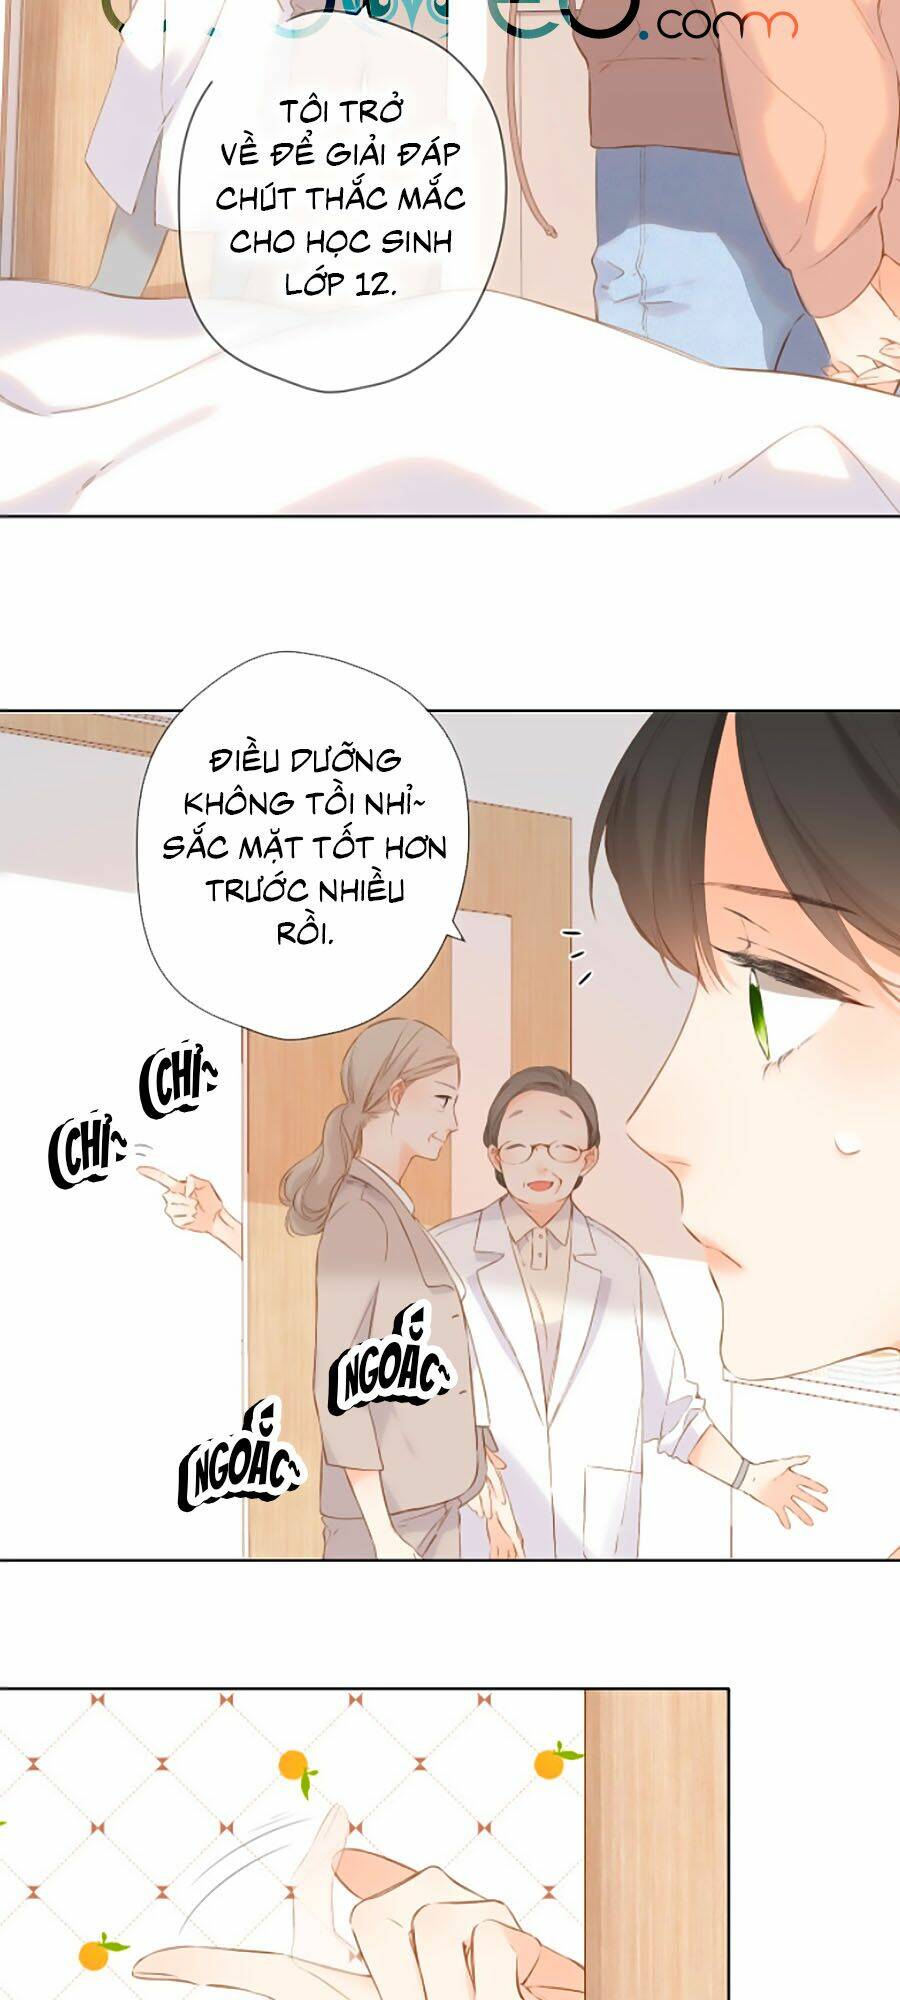 .comm
TÔI TRỞ
VỀ ĐỂ GIẢI ĐÁP
CHÚT THẮC MẮC
CHO HỌC SINH
LỚP 12.
ĐIỀU DƯỠNG
KHÔNG TỒI NHỈ~
SẮC MẶT TỐT HƠN
TRƯỚC NHIỀU
RỒI.
CHỈ~
CHỈ~
NGOẮC~
NGOẮC~